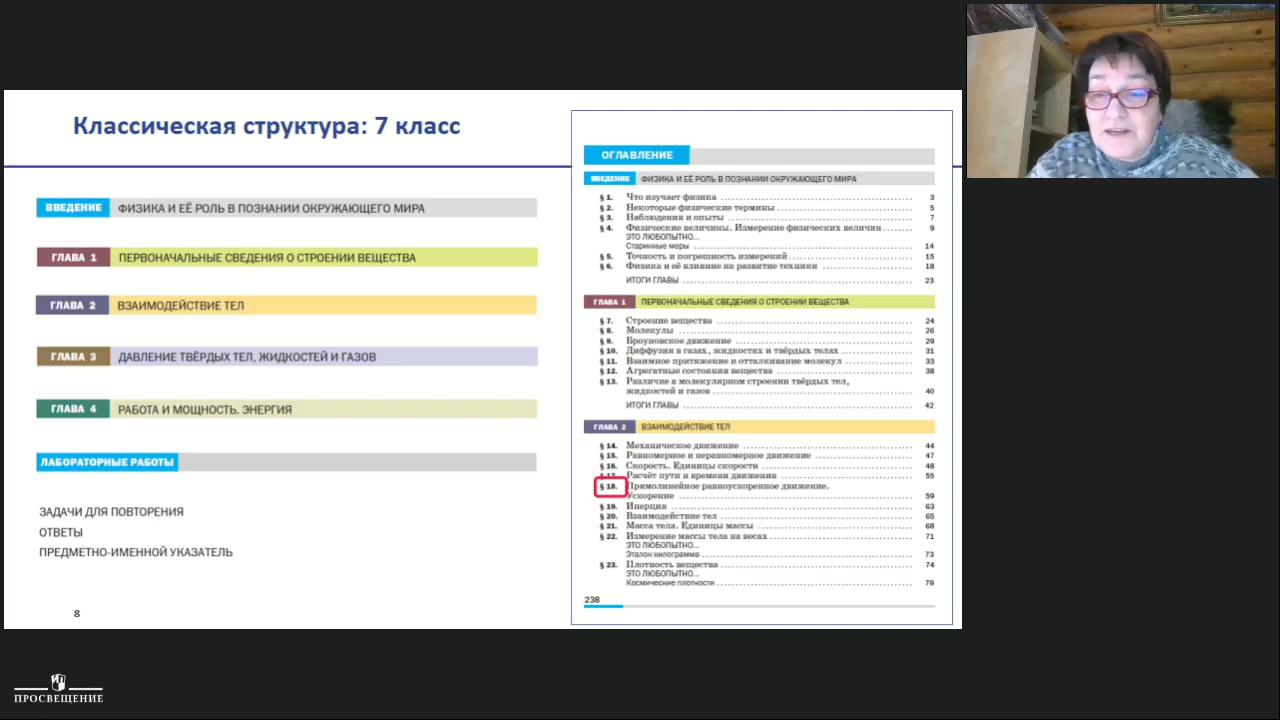 Классическая структура: 7 класс
ВВЕДЕНИЕ ФИЗИКА И ЕЁ РОЛЬ В ПОЗНАНИИ ОКРУЖАЮЩЕГО МИРА
ГЛАВА 1 ПЕРВОНАЧАЛЬНЫЕ СВЕДЕНИЯ О СТРОЕНИИ ВЕЩЕСТВА
ГЛАВА 2 ВЗАИМОДЕЙСТВИЕ ТЕЛ
ГЛАВА 3 ДАВЛЕНИЕ ТВЁРДЫХ ТЕЛ, ЖИДКОСТЕЙ И ГАЗОВ
ГЛАВА 4 РАБОТА И МОЩНОСТЬ. ЭНЕРГИЯ
ЛАБОРАТОРНЫЕ РАБОТЫ
ЗАДАЧИ ДЛЯ ПОВТОРЕНИЯ
ОТВЕТЫ
ПРЕДМЕТНО-ИМЕННОЙ УКАЗАТЕЛЬ
8
ОГЛАВЛЕНИЕ
ВВЕДЕНИЕ ФИЗИКА И ЕЁ РОЛЬ В ПОЗНАНИИ ОКРУЖАЮЩЕГО МИРА
§ 1. Что изучает физика 3
§ 2. Некоторые физические термины 5
§ 3. Наблюдения и опыты 7
§ 4. Физические величины. Измерение физических величин 9
ЭТО ЛЮБОПЫТНО...
Старинные меры 14
§ 5. Точность и погрешность измерений 15
§ 6. Физика и её влияние на развитие техники 18
ИТОГИ ГЛАВЫ 23
ГЛАВА 1 ПЕРВОНАЧАЛЬНЫЕ СВЕДЕНИЯ О СТРОЕНИИ ВЕЩЕСТВА
§ 7. Строение вещества 24
§ 8. Молекулы 26
§ 9. Броуновское движение 29
§ 10. Диффузия в газах, жидкостях и твёрдых телах 31
§ 11. Взаимное притяжение и отталкивание молекул 33
§ 12. Агрегатные состояния вещества 38
§ 13. Различие в молекулярном строении твёрдых тел,
жидкостей и газов 40
ИТОГИ ГЛАВЫ 42
ГЛАВА 2 ВЗАИМОДЕЙСТВИЕ ТЕЛ
§ 14. Механическое движение 44
§ 15. Равномерное и неравномерное движение 47
§ 16. Скорость. Единицы скорости 48
§ 17. Расчёт пути и времени движения 55
§ 18. Прямолинейное равноускоренное движение.
Ускорение 59
§ 19. Инерция 63
§ 20. Взаимодействие тел 65
§ 21. Масса тела. Единицы массы 68
§ 22. Измерение массы тела на весах 71
ЭТО ЛЮБОПЫТНО...
Эталон килограмма 73
§ 23. Плотность вещества 74
ЭТО ЛЮБОПЫТНО...
Космические плотности 79
238
ПРОСВЕЩЕНИЕ